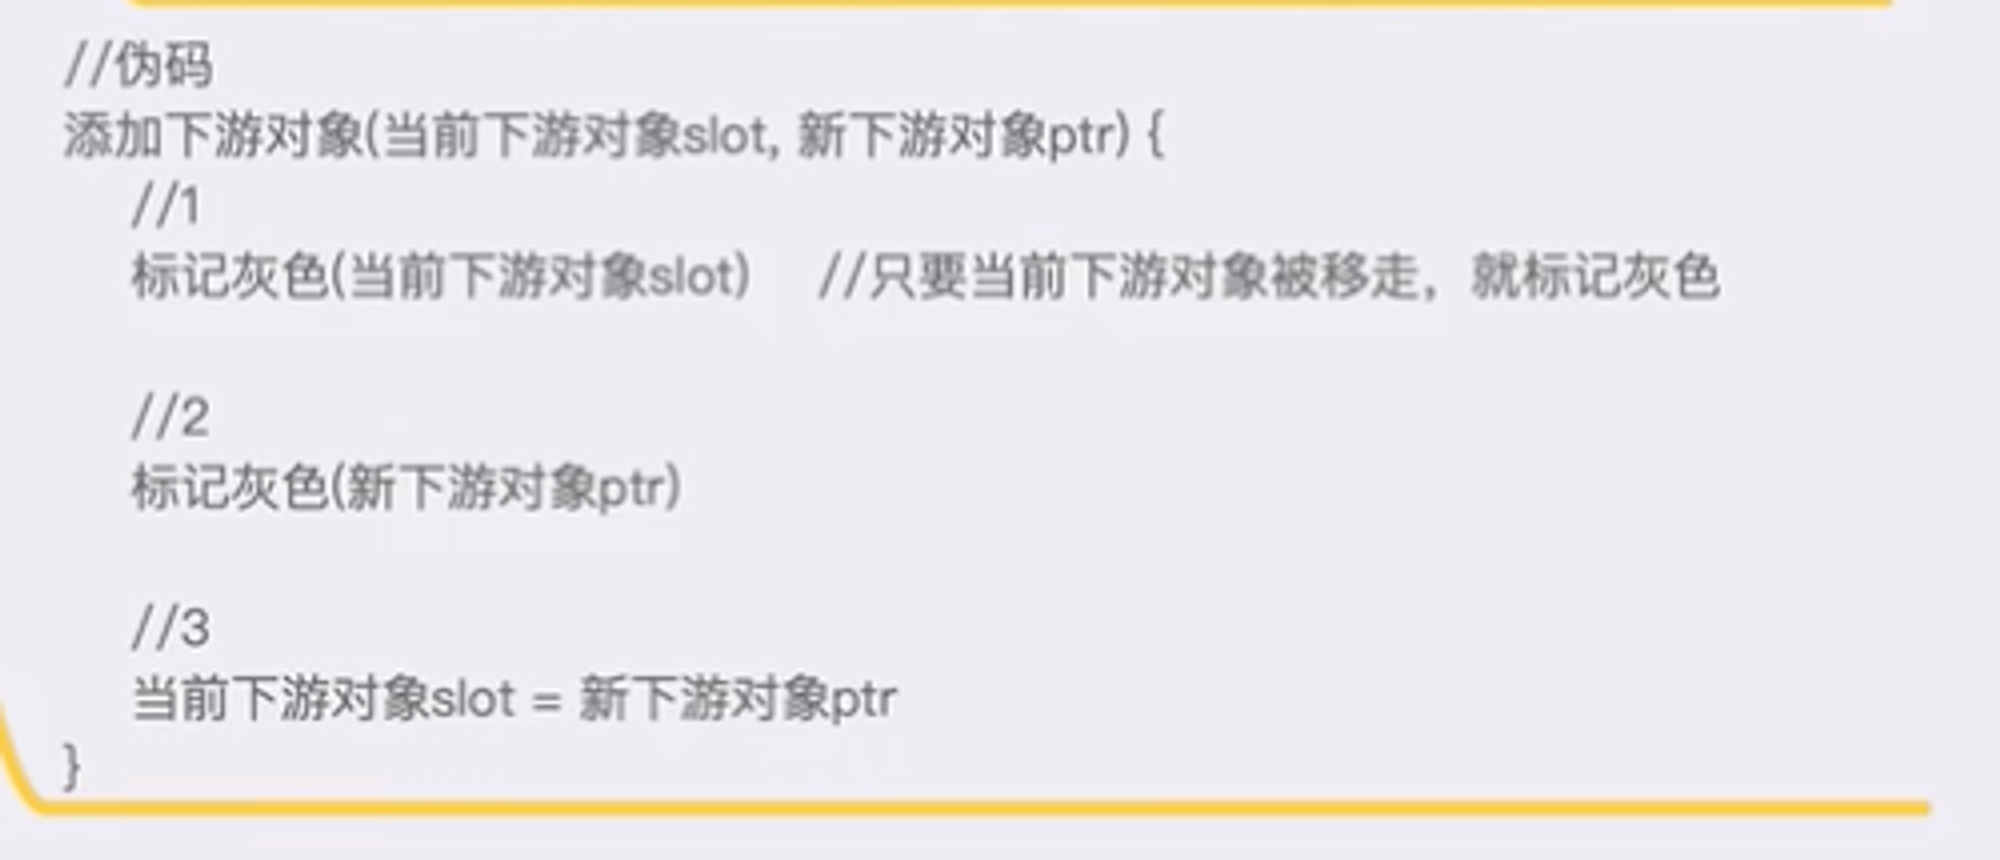 //伪码
添加下游对象(当前下游对象slot, 新下游对象ptr) {
//1
标记灰色(当前下游对象slot) //只要当前下游对象被移走，就标记灰色
//2
标记灰色(新下游对象ptr)
//3
当前下游对象slot = 新下游对象ptr
}